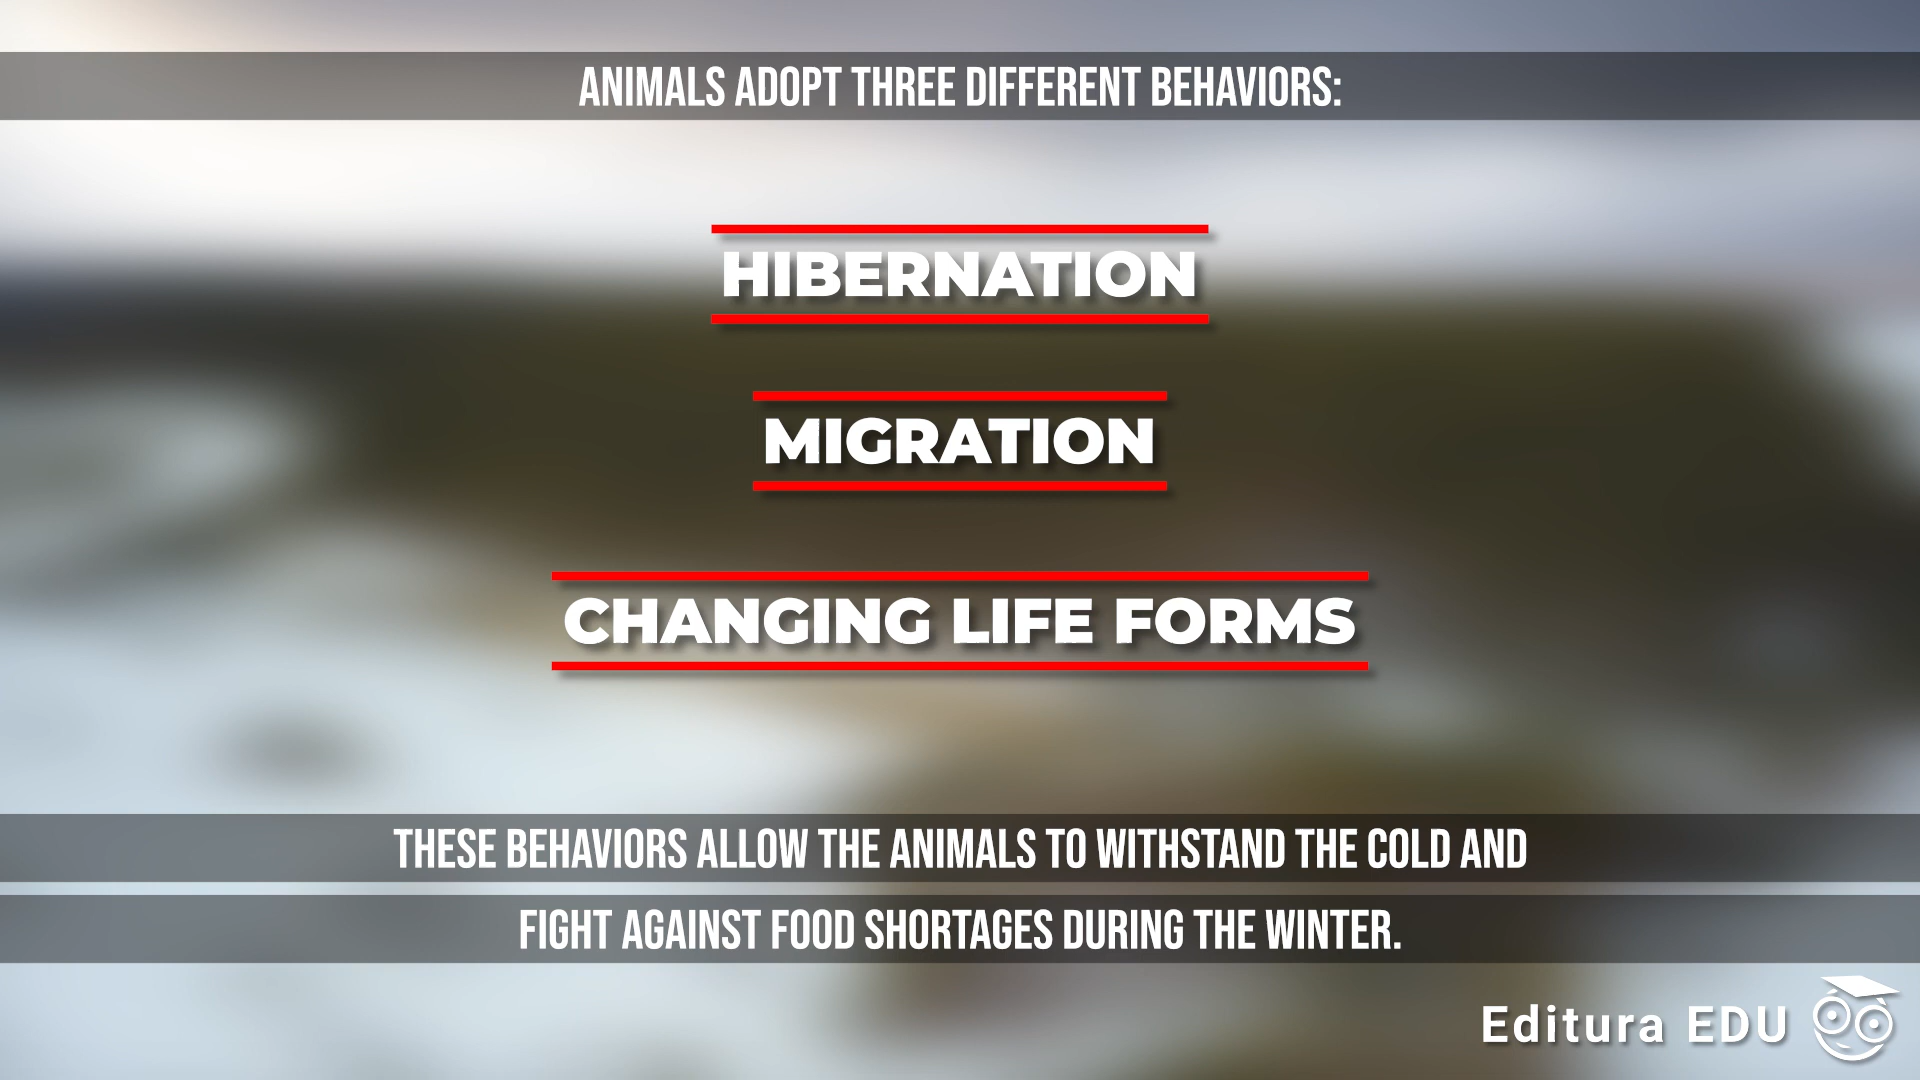 ANIMALS ADOPT THREE DIFFERENT BEHAVIORS:
HIBERNATION
MIGRATION
CHANGING LIFE FORMS
THESE BEHAVIORS ALLOW THE ANIMALS TO WITHSTAND THE COLD AND
FIGHT AGAINST FOOD SHORTAGES DURING THE WINTER.
Editura EDU